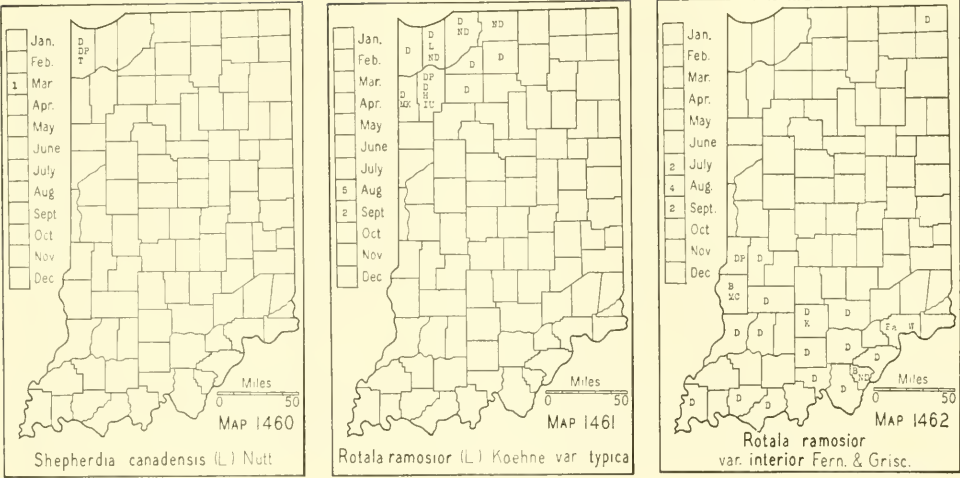 Jan.
Feb.
1 Mar
Apr.
May
June
July
Aug
Sept
Oct
Nov
Dec
D
DP
T
Miles
0 50
MAP 1460
Shepherdia canadensis (L) Nutt
Jan.
Feb.
Mar.
Apr.
May
June
July
5 Aug
2 Sept
Oct
Nov
Dec
D
ND
ND
D
D
L
ND
D
D
D
MK
DP
D
H
IU
D
Miles
0 50
MAP 1461
Rotala ramosior (L) Koehne var typica
Jan.
Feb.
Mar.
Apr.
May
June
2 July
4 Aug.
2 Sept.
Oct
Nov
Dec
D
DP D
B
D
D
K
D
W
D D
D
D
D
D
B
ND
D
D
D
D
D
Miles
0 50
MAP 1462
Rotala ramosior
var. interior Fern. & Grisc.